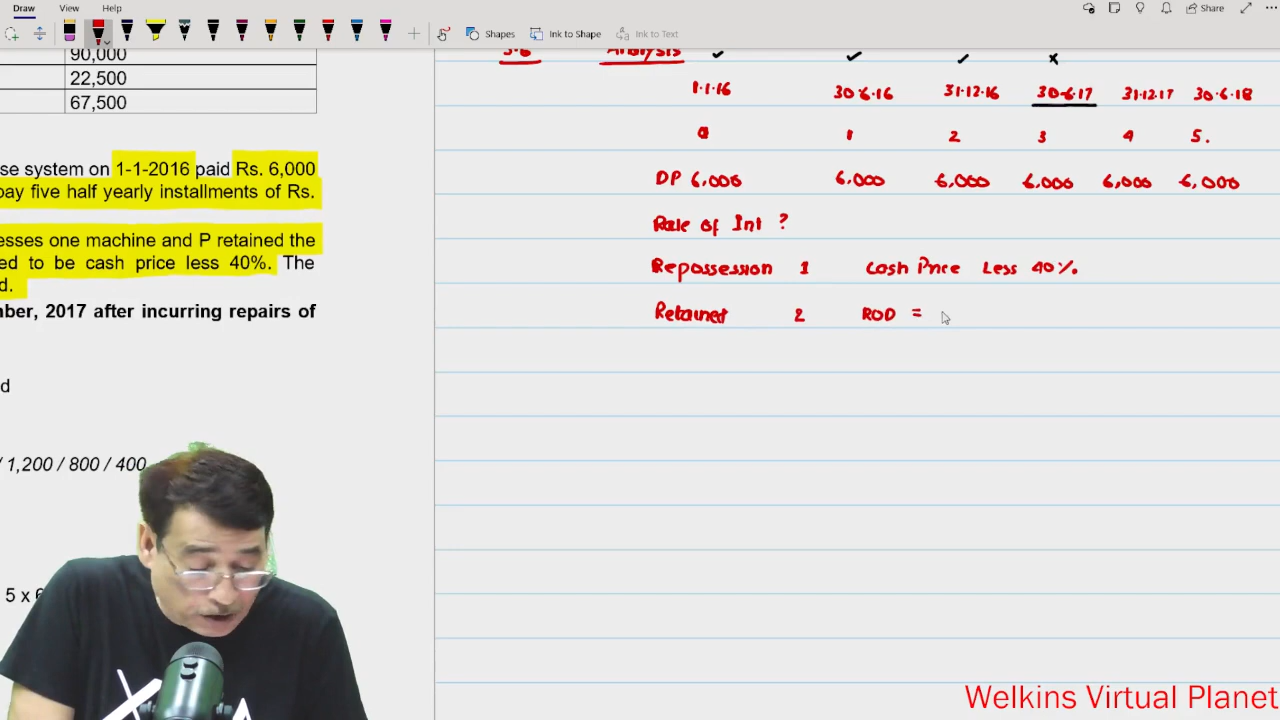 Draw View Help
Share
Shapes Ink to Shape Ink to Text
90,000
22,500
67,500
se system on 1-1-2016 paid Rs. 6,000
pay five half yearly installments of Rs.
esses one machine and P retained the
ed to be cash price less 40%. The
d.
nber, 2017 after incurring repairs of
d
/ 1,200 / 800 / 400
5 x 6
5.6 Analysis ✓ ✓ ✓ x
1.1.16 30.6.16 31.12.16 30.6.17 31.12.17 30.6.18
0 1 2 3 4 5.
DP 6,000 6,000 6,000 6,000 6,000 6,000
Rate of Int ?
Repossession 1 Cash Price Less 40%.
Retained 2 ROD =
Welkins Virtual Planet